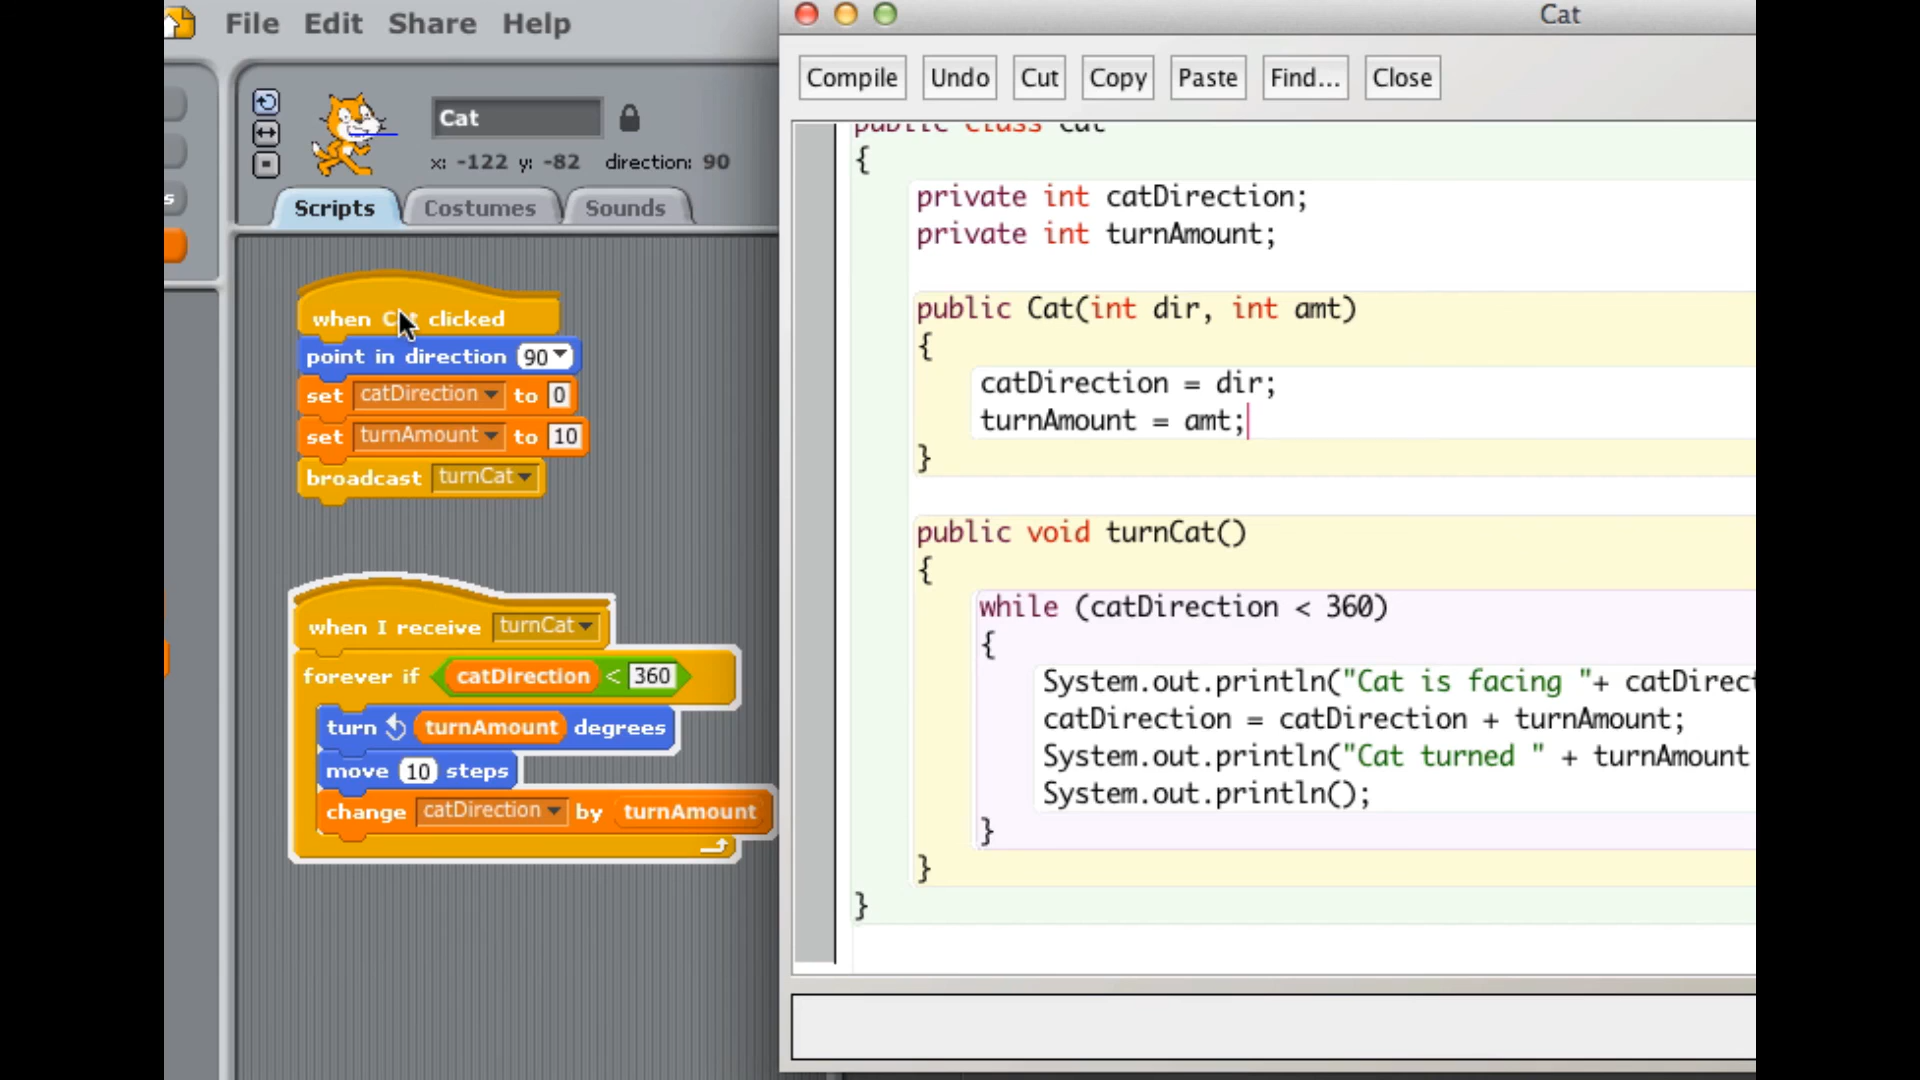 File Edit Share Help
Cat
x: -122 y: -82 direction: 90
Scripts Costumes Sounds
when clicked
point in direction 90
set catDirection to 0
set turnAmount to 10
broadcast turnCat
when I receive turnCat
forever if catDirection < 360
turn turnAmount degrees
move 10 steps
change catDirection by turnAmount
Cat
Compile Undo Cut Copy Paste Find... Close
public class Cat
{
private int catDirection;
private int turnAmount;
public Cat(int dir, int amt)
{
catDirection = dir;
turnAmount = amt;
}
public void turnCat()
{
while (catDirection < 360)
{
System.out.println("Cat is facing "+ catDirect
catDirection = catDirection + turnAmount;
System.out.println("Cat turned " + turnAmount
System.out.println();
}
}
}